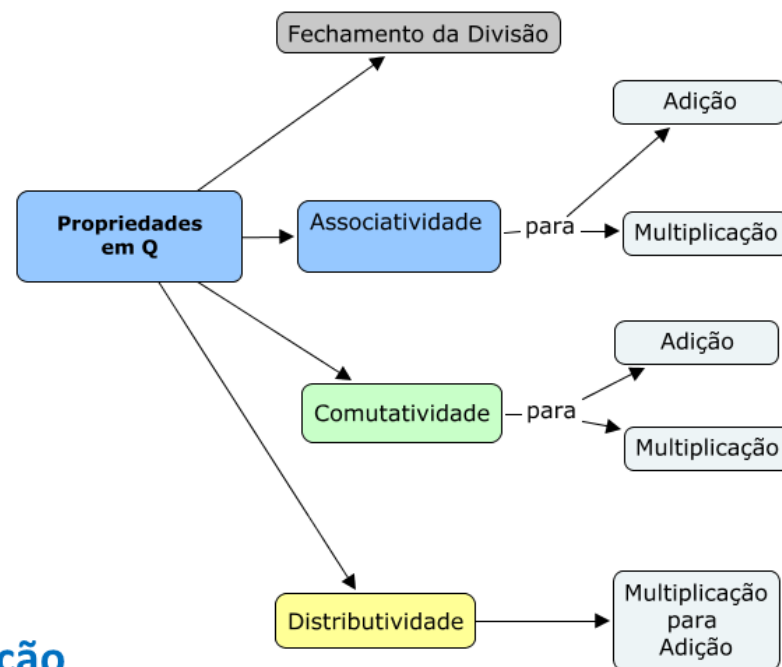 Fechamento da Divisão
Adição
Propriedades
em Q
Associatividade
para
Multiplicação
Adição
Comutatividade
para
Multiplicação
Distributividade
Multiplicação
para
Adição
ção